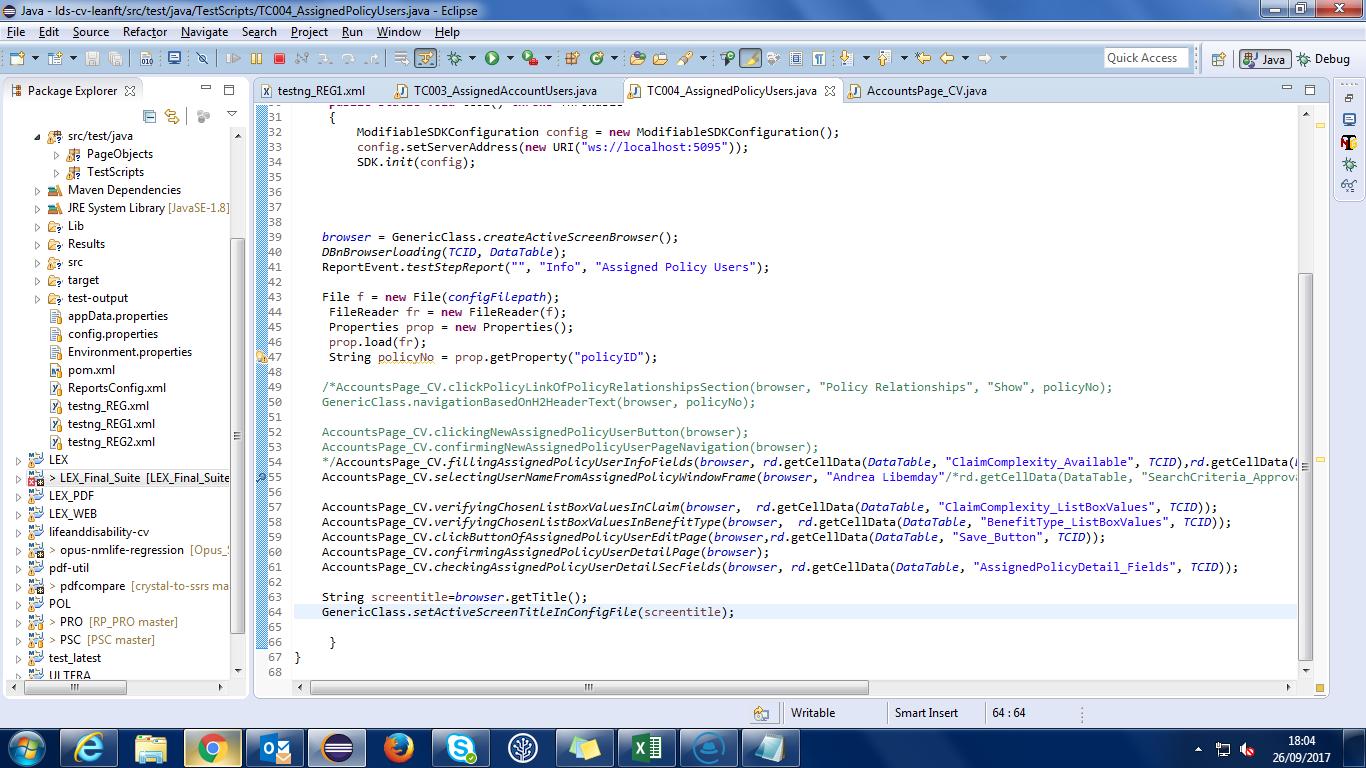 Java - lds-cv-leanft/src/test/java/TestScripts/TC004_AssignedPolicyUsers.java - Eclipse
File Edit Source Refactor Navigate Search Project Run Window Help
Quick Access Java Debug
Package Explorer
testng_REG1.xml TC003_AssignedAccountUsers.java TC004_AssignedPolicyUsers.java AccountsPage_CV.java
src/test/java
PageObjects
TestScripts
Maven Dependencies
JRE System Library [JavaSE-1.8]
Lib
Results
src
target
test-output
appData.properties
config.properties
Environment.properties
pom.xml
ReportsConfig.xml
testng_REG.xml
testng_REG1.xml
testng_REG2.xml
LEX
> LEX_Final_Suite [LEX_Final_Suite
LEX_PDF
LEX_WEB
lifeanddisability-cv
> opus-nmlife-regression [Opus_S
pdf-util
> pdfcompare [crystal-to-ssrs ma
POL
> PRO [RP_PRO master]
> PSC [PSC master]
test_latest
ULTERA
31 {
32 ModifiableSDKConfiguration config = new ModifiableSDKConfiguration();
33 config.setServerAddress(new URI("ws://localhost:5095"));
34 SDK.init(config);
35
36
37
38
39 browser = GenericClass.createActiveScreenBrowser();
40 DBnBrowserloading(TCID, DataTable);
41 ReportEvent.testStepReport("", "Info", "Assigned Policy Users");
42
43 File f = new File(configFilepath);
44 FileReader fr = new FileReader(f);
45 Properties prop = new Properties();
46 prop.load(fr);
47 String policyNo = prop.getProperty("policyID");
48
49 /*AccountsPage_CV.clickPolicyLinkOfPolicyRelationshipsSection(browser, "Policy Relationships", "Show", policyNo);
50 GenericClass.navigationBasedOnH2HeaderText(browser, policyNo);
51
52 AccountsPage_CV.clickingNewAssignedPolicyUserButton(browser);
53 AccountsPage_CV.confirmingNewAssignedPolicyUserPageNavigation(browser);
54 */AccountsPage_CV.fillingAssignedPolicyUserInfoFields(browser, rd.getCellData(DataTable, "ClaimComplexity_Available", TCID),rd.getCellData(
55 AccountsPage_CV.selectingUserNameFromAssignedPolicyWindowFrame(browser, "Andrea Libemday"/*rd.getCellData(DataTable, "SearchCriteria_Approva
56
57 AccountsPage_CV.verifyingChosenListBoxValuesInClaim(browser, rd.getCellData(DataTable, "ClaimComplexity_ListBoxValues", TCID));
58 AccountsPage_CV.verifyingChosenListBoxValuesInBenefitType(browser, rd.getCellData(DataTable, "BenefitType_ListBoxValues", TCID));
59 AccountsPage_CV.clickButtonOfAssignedPolicyUserEditPage(browser,rd.getCellData(DataTable, "Save_Button", TCID));
60 AccountsPage_CV.confirmingAssignedPolicyUserDetailPage(browser);
61 AccountsPage_CV.checkingAssignedPolicyUserDetailSecFields(browser, rd.getCellData(DataTable, "AssignedPolicyDetail_Fields", TCID));
62
63 String screentitle=browser.getTitle();
64 GenericClass.setActiveScreenTitleInConfigFile(screentitle);
65
66 }
67 }
68
Writable Smart Insert 64 : 64
18:04
26/09/2017